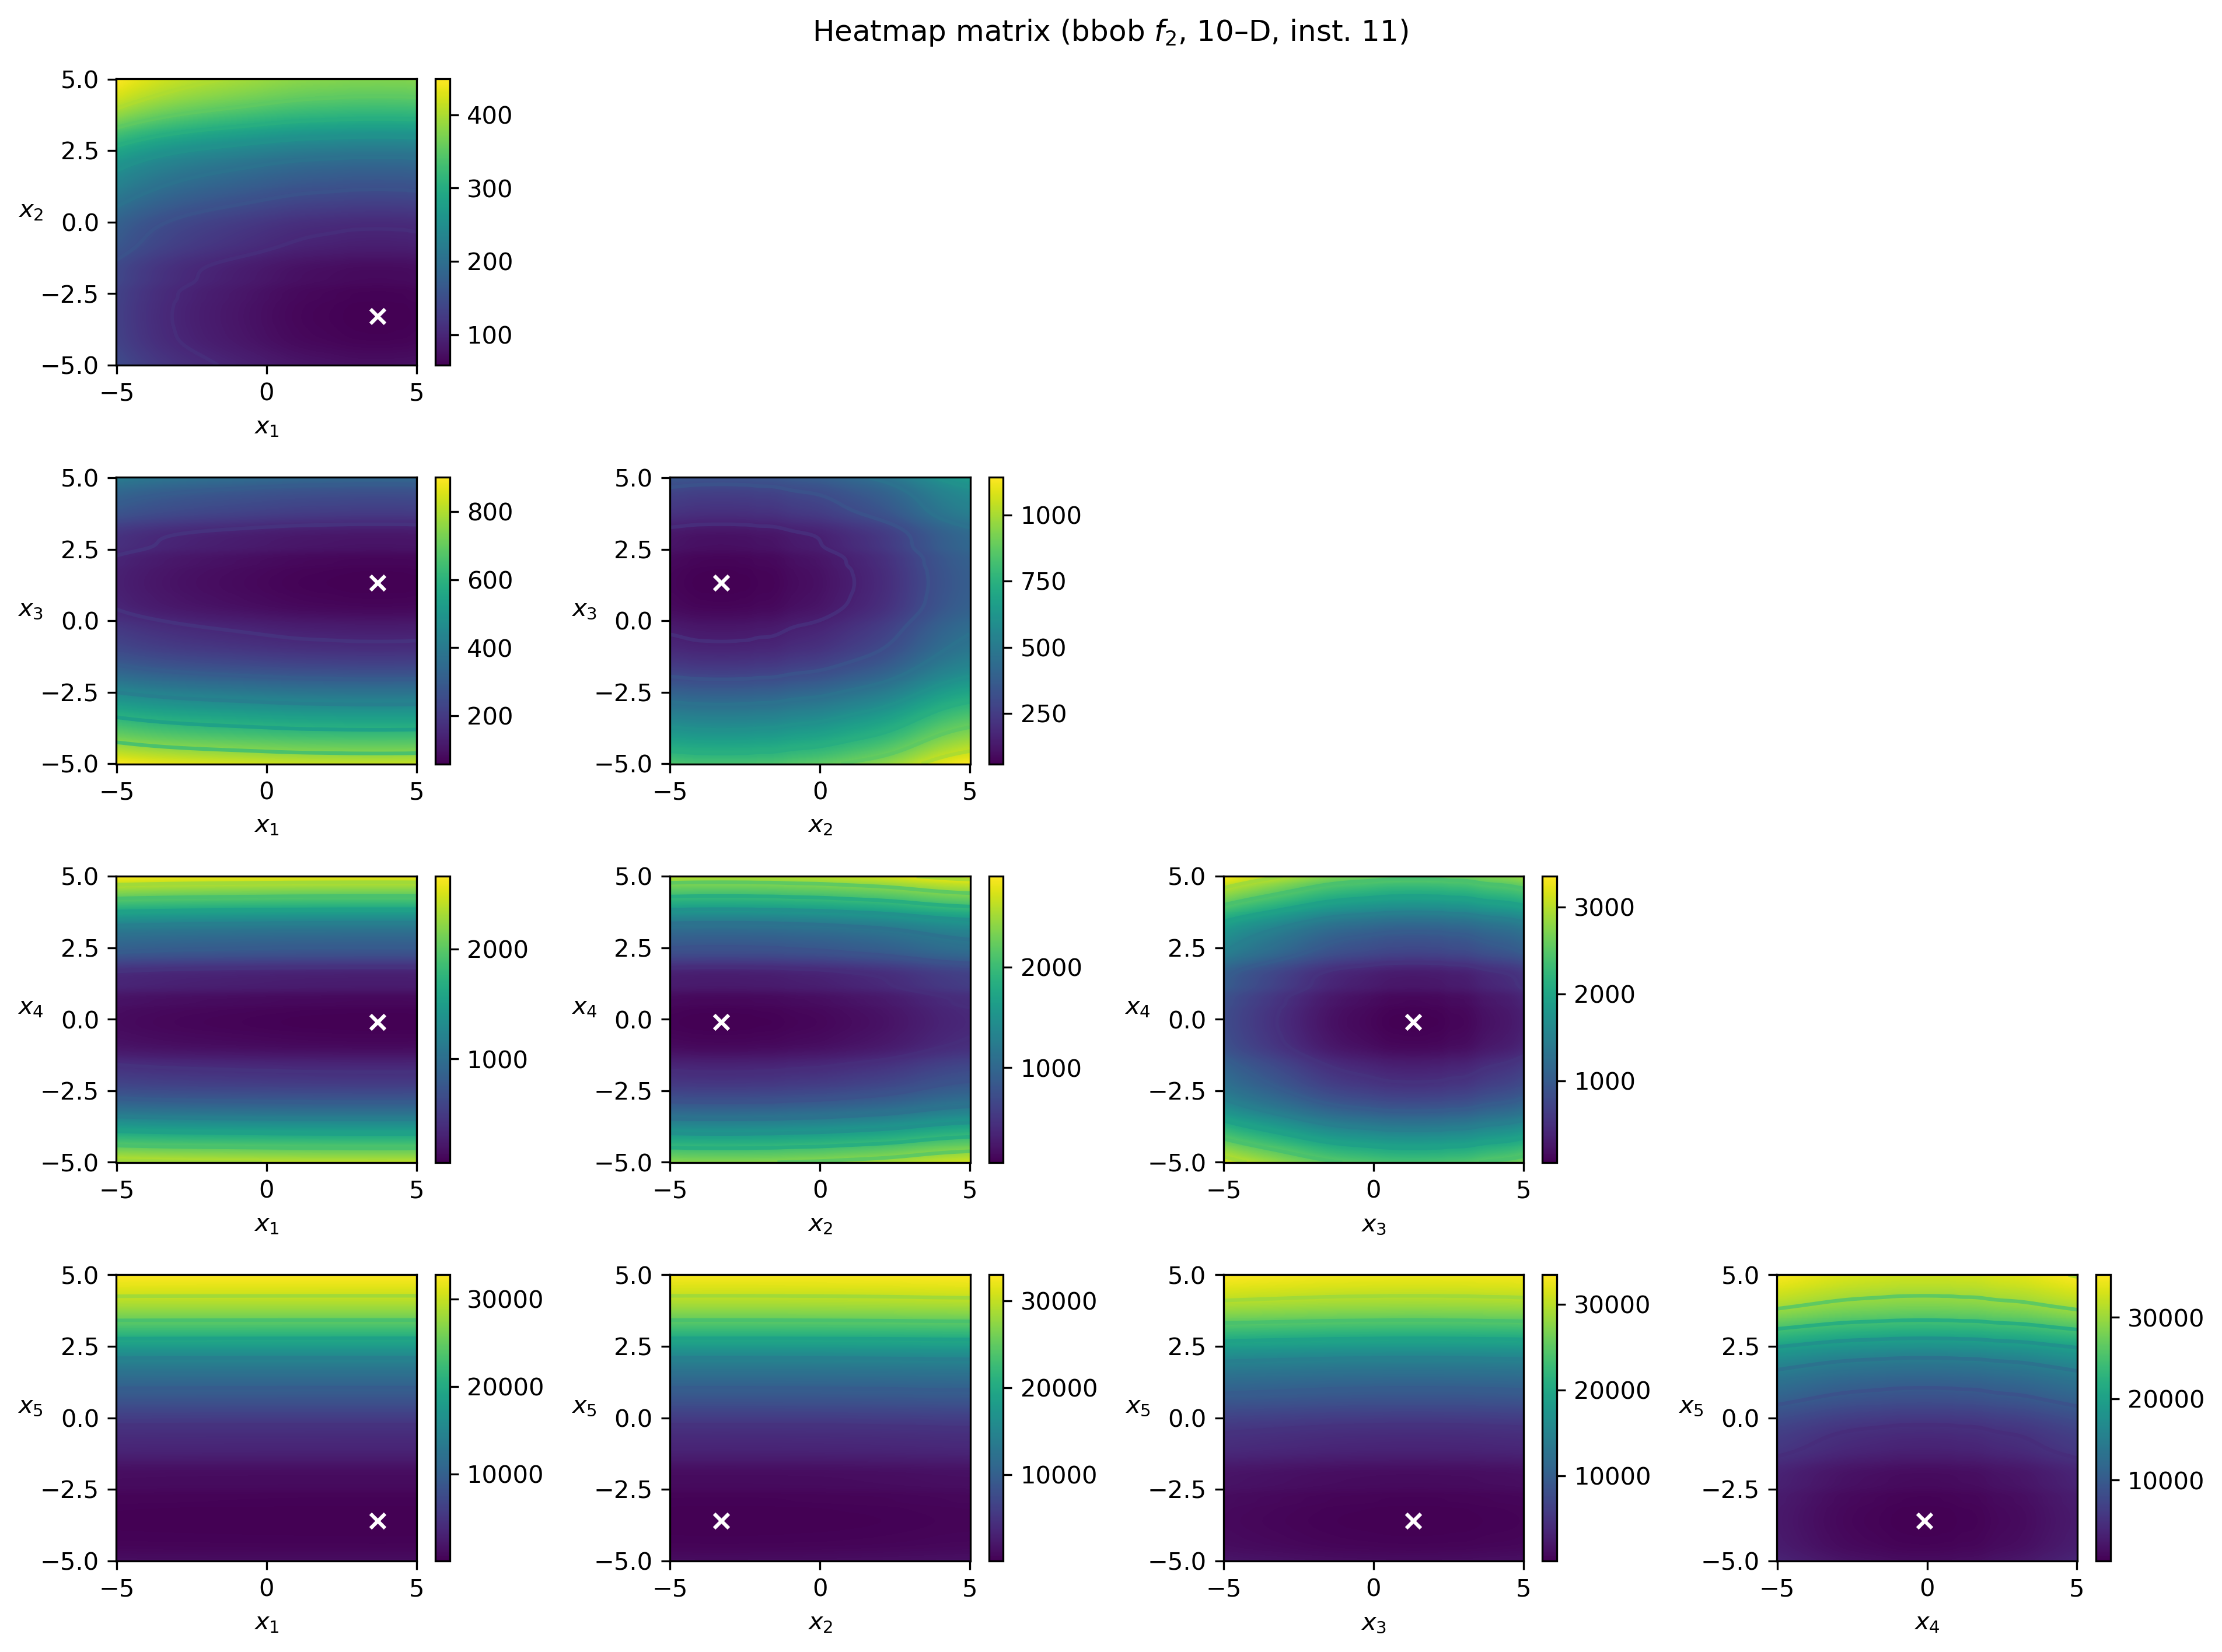 Heatmap matrix (bbob f₂, 10–D, inst. 11)
5.0
2.5
0.0
−2.5
−5.0
x₂
−5 0 5
x₁
400
300
200
100
5.0
2.5
0.0
−2.5
−5.0
x₃
−5 0 5
x₁
800
600
400
200
5.0
2.5
0.0
−2.5
−5.0
x₃
−5 0 5
x₂
1000
750
500
250
5.0
2.5
0.0
−2.5
−5.0
x₄
−5 0 5
x₁
2000
1000
5.0
2.5
0.0
−2.5
−5.0
x₄
−5 0 5
x₂
2000
1000
5.0
2.5
0.0
−2.5
−5.0
x₄
−5 0 5
x₃
3000
2000
1000
5.0
2.5
0.0
−2.5
−5.0
x₅
−5 0 5
x₁
30000
20000
10000
5.0
2.5
0.0
−2.5
−5.0
x₅
−5 0 5
x₂
30000
20000
10000
5.0
2.5
0.0
−2.5
−5.0
x₅
−5 0 5
x₃
30000
20000
10000
5.0
2.5
0.0
−2.5
−5.0
x₅
−5 0 5
x₄
30000
20000
10000